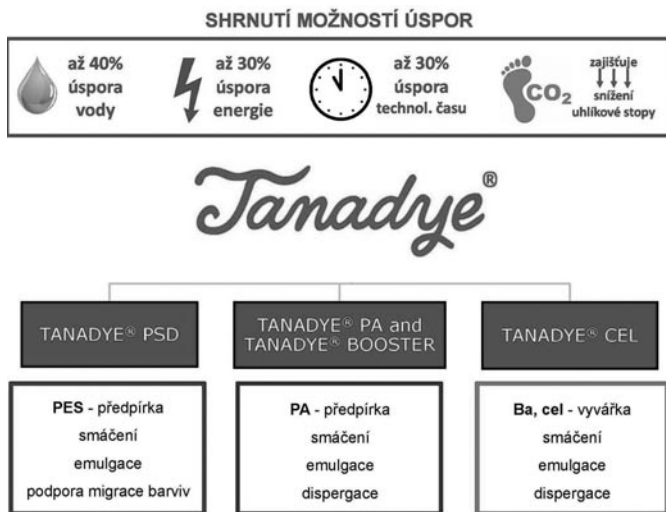 SHRNUTÍ MOŽNOSTÍ ÚSPOR
až 40%
úspora
vody
až 30%
úspora
energie
až 30%
úspora
technol. času
CO₂
zajišťuje
snížení
uhlíkové stopy
Tanadye®
TANADYE® PSD
TANADYE® PA and
TANADYE® BOOSTER
TANADYE® CEL
PES - předpírka
smáčení
emulgace
podpora migrace barviv
PA - předpírka
smáčení
emulgace
dispergace
Ba, cel - vyvářka
smáčení
emulgace
dispergace